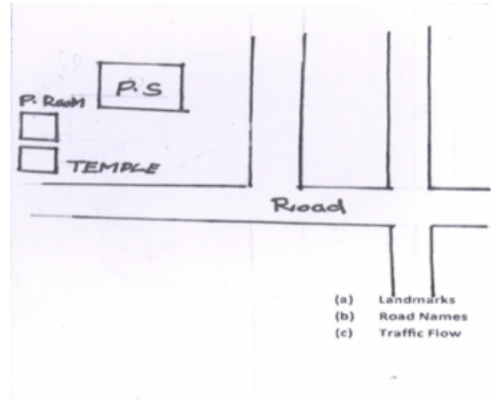 P.S
P. Room
TEMPLE
Road
(a) Landmarks
(b) Road Names
(c) Traffic Flow